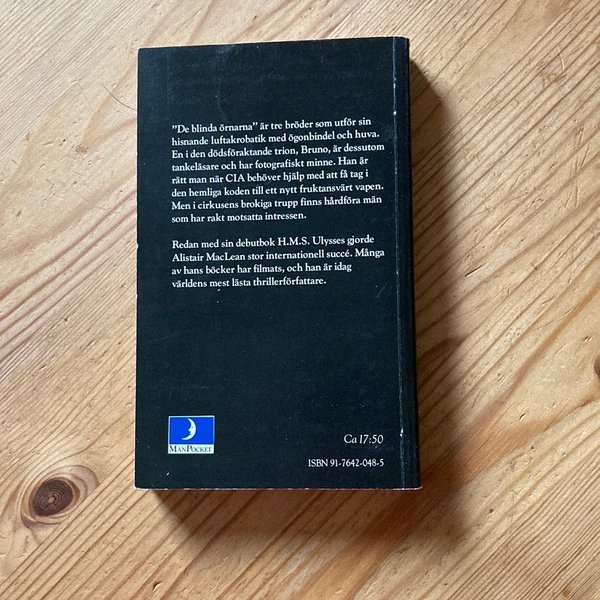 "De blinda örnarna" är tre bröder som utför sin
hisnande luftakrobatik med ögonbindel och huva.
En i den dödsföraktande trion, Bruno, är dessutom
tankeläsare och har fotografiskt minne. Han är
rätt man när CIA behöver hjälp med att få tag i
den hemliga koden till ett nytt fruktansvärt vapen.
Men i cirkusens brokiga trupp finns hårdföra män
som har rakt motsatta intressen.
Redan med sin debutbok H.M.S. Ulysses gjorde
Alistair MacLean stor internationell succé. Många
av hans böcker har filmats, och han är idag
världens mest lästa thrillerförfattare.
MånPocket
Ca 17:50
ISBN 91-7642-048-5